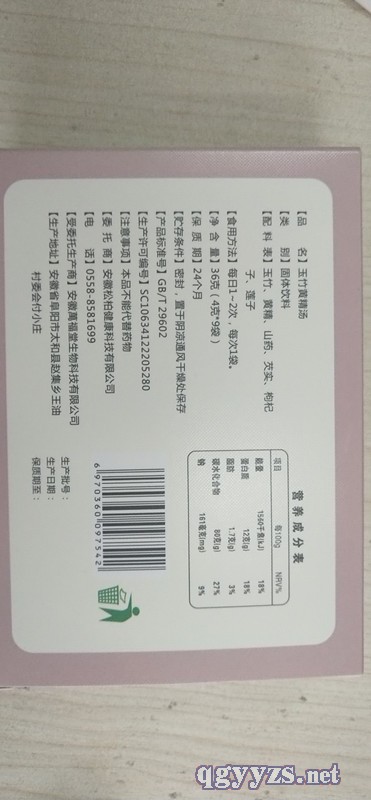 【品　　名】玉竹黄精汤
【类　　别】固体饮料
【配 料 表】玉竹、黄精、山药、芡实、枸杞
子、莲子
【食用方法】每日1~2次，每次1袋。
【净 含 量】36克（4克*9袋）
【保 质 期】24个月
【贮存条件】密封，置于阴凉通风干燥处保存
【产品标准号】GB/T 29602
【生产许可编号】SC10634122205280
【注意事项】本品不能代替药物
【委 托 商】安徽松柏健康科技有限公司
【电　　话】0558-8581699
【受委托生产商】安徽萬福堂生物科技有限公司
【生产地址】安徽省阜阳市太和县赵集乡王油
村委会付小庄
营养成分表
项目 每100g NRV%
能量 1560千焦(kJ) 18%
蛋白质 12克(g) 18%
脂肪 1.7克(g) 3%
碳水化合物 80克(g) 27%
钠 161毫克(mg) 9%
6970360097542
生产批号：
生产日期：
保质期至：
qgyyzs.net